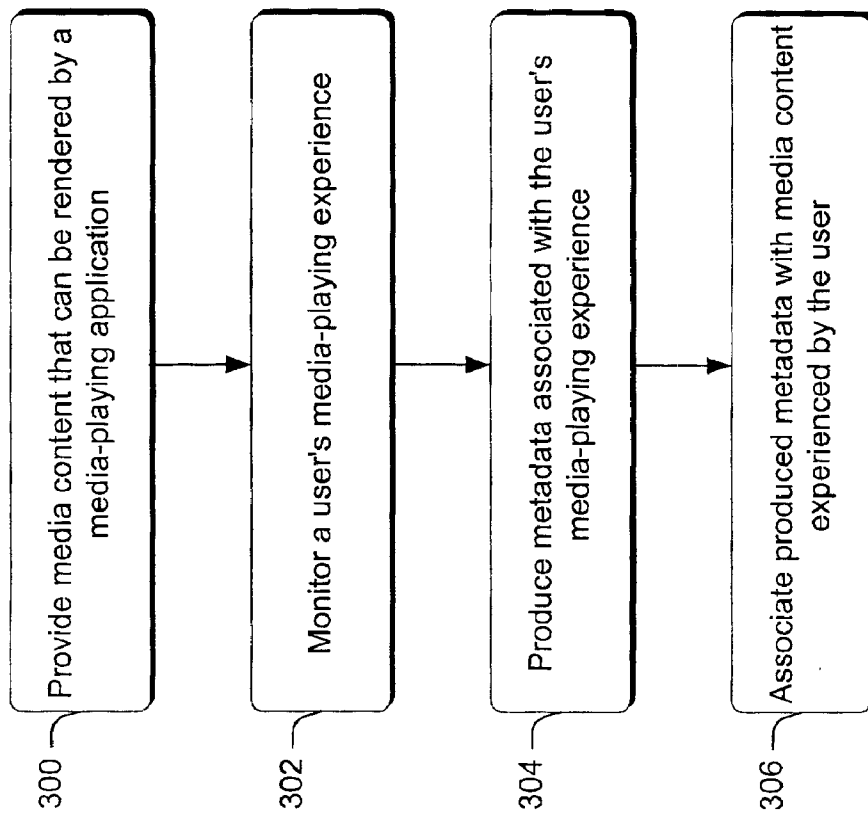 300
Provide media content that can be rendered by a
media-playing application
302
Monitor a user's media-playing experience
304
Produce metadata associated with the user's
media-playing experience
306
Associate produced metadata with media content
experienced by the user